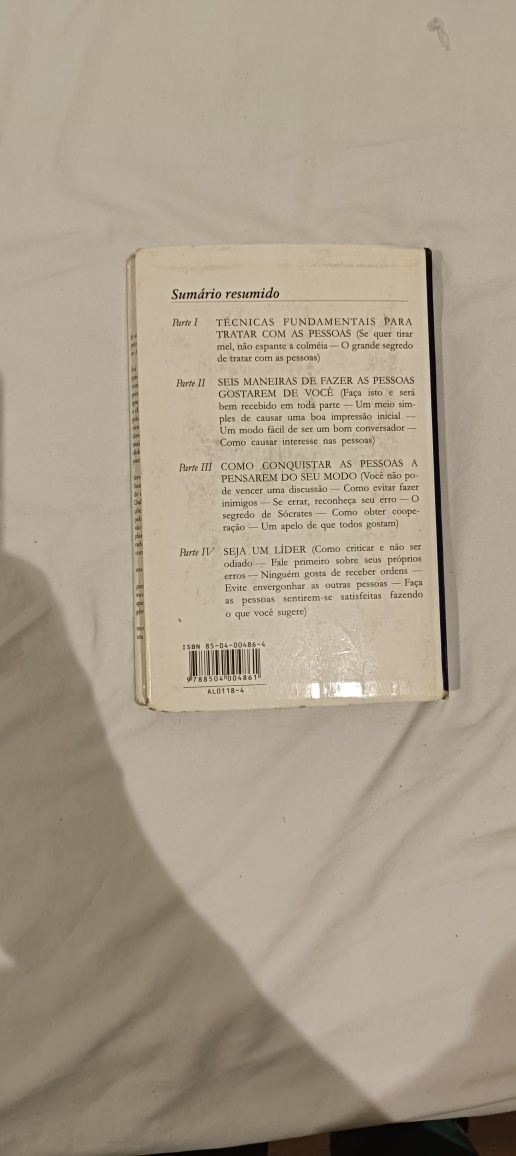 Sumário resumido
Parte I TÉCNICAS FUNDAMENTAIS PARA
TRATAR COM AS PESSOAS (Se quer tirar
mel, não espante a colméia — O grande segredo
de tratar com as pessoas)
Parte II SEIS MANEIRAS DE FAZER AS PESSOAS
GOSTAREM DE VOCÊ (Faça isto e será
bem recebido em toda parte — Um meio sim-
ples de causar uma boa impressão inicial —
Um modo fácil de ser um bom conversador —
Como causar interesse nas pessoas)
Parte III COMO CONQUISTAR AS PESSOAS A
PENSAREM DO SEU MODO (Você não po-
de vencer uma discussão — Como evitar fazer
inimigos — Se errar, reconheça seu erro — O
segredo de Sócrates — Como obter coope-
ração — Um apelo de que todos gostam)
Parte IV SEJA UM LÍDER (Como criticar e não ser
odiado — Fale primeiro sobre seus próprios
erros — Ninguém gosta de receber ordens —
Evite envergonhar as outras pessoas — Faça
as pessoas sentirem-se satisfeitas fazendo
o que você sugere)
ISBN 85-04-00486-4
9 788504 004861
AL0118-4